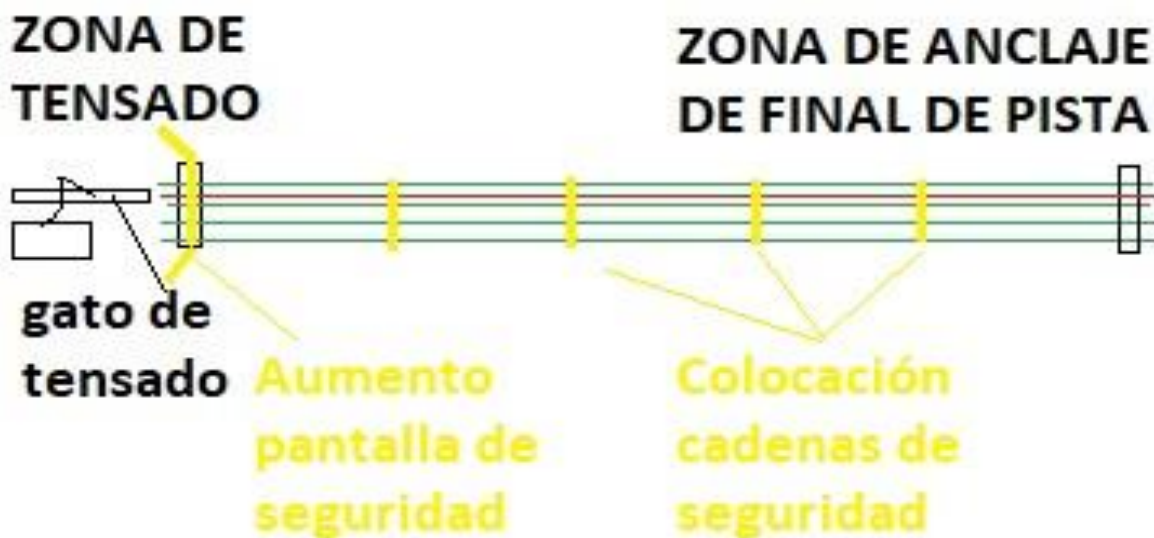 ZONA DE
TENSADO
ZONA DE ANCLAJE
DE FINAL DE PISTA
gato de
tensado
Aumento
pantalla de
seguridad
Colocación
cadenas de
seguridad